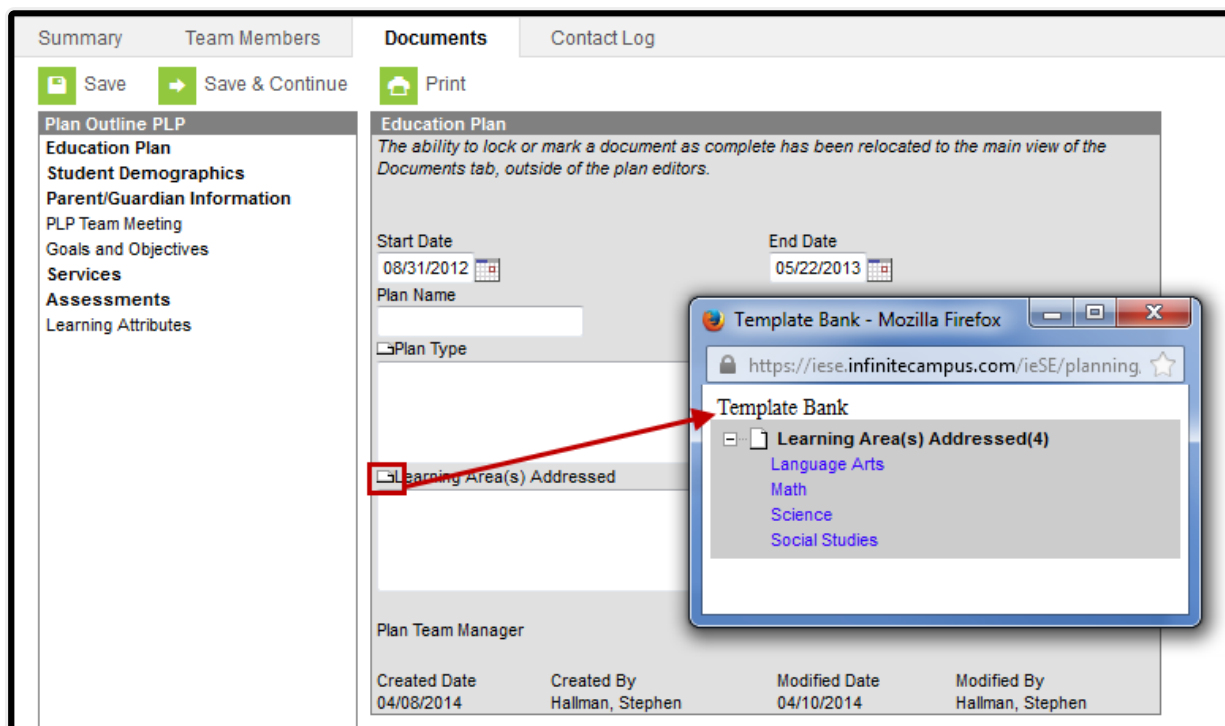 Summary Team Members Documents Contact Log
Save Save & Continue Print
Plan Outline PLP
Education Plan
Student Demographics
Parent/Guardian Information
PLP Team Meeting
Goals and Objectives
Services
Assessments
Learning Attributes
Education Plan
The ability to lock or mark a document as complete has been relocated to the main view of the
Documents tab, outside of the plan editors.
Start Date End Date
08/31/2012 05/22/2013
Plan Name
Plan Type
Learning Area(s) Addressed
Plan Team Manager
Created Date Created By Modified Date Modified By
04/08/2014 Hallman, Stephen 04/10/2014 Hallman, Stephen
Template Bank - Mozilla Firefox
https://iese.infinitecampus.com/ieSE/planning
Template Bank
Learning Area(s) Addressed(4)
Language Arts
Math
Science
Social Studies